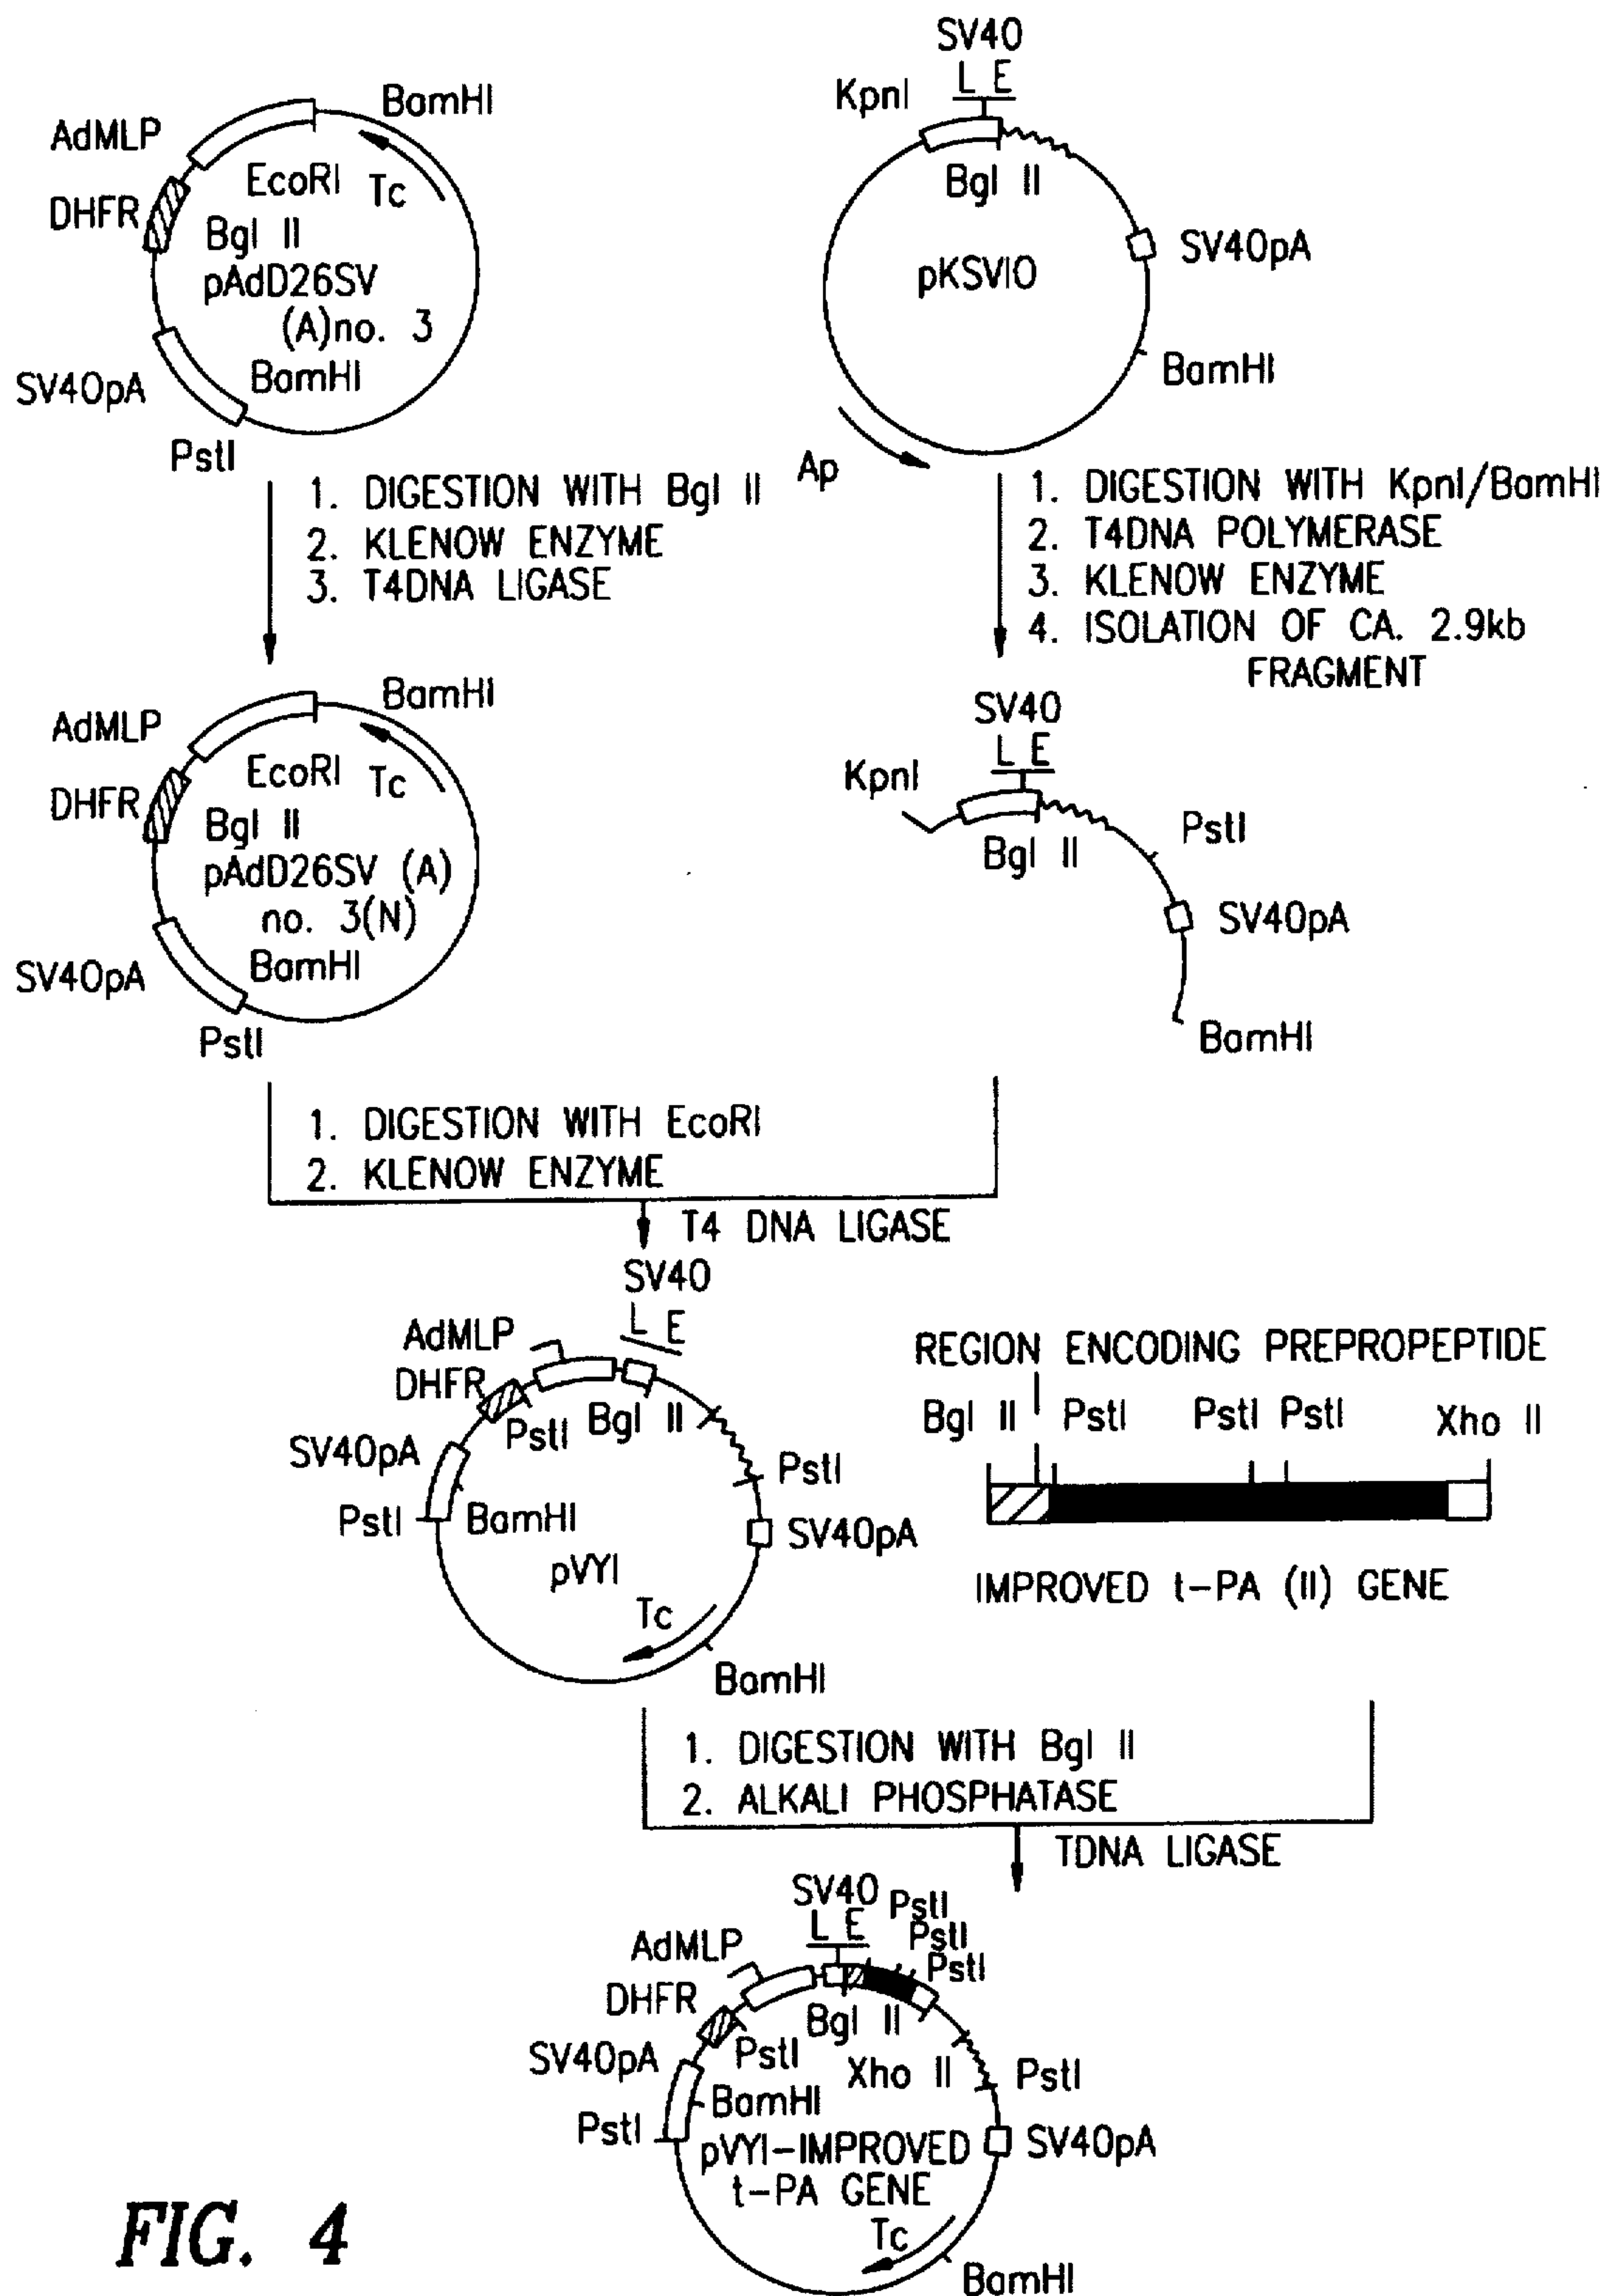 SV40
L E
KpnI
Bgl II
pKSVIO
SV40pA
BamHI
Ap
AdMLP
BamHI
DHFR
EcoRI
Tc
Bgl II
pAdD26SV
(A)no. 3
SV40pA
BamHI
PstI
1. DIGESTION WITH Bgl II
2. KLENOW ENZYME
3. T4DNA LIGASE
1. DIGESTION WITH KpnI/BamHI
2. T4DNA POLYMERASE
3. KLENOW ENZYME
4. ISOLATION OF CA. 2.9kb
FRAGMENT
AdMLP
BamHI
DHFR
EcoRI
Tc
Bgl II
pAdD26SV (A)
no. 3(N)
SV40pA
BamHI
PstI
SV40
L E
KpnI
Bgl II
PstI
SV40pA
BamHI
1. DIGESTION WITH EcoRI
2. KLENOW ENZYME
T4 DNA LIGASE
SV40
L E
AdMLP
DHFR
PstI
Bgl II
SV40pA
PstI
PstI
BamHI
SV40pA
pVYI
Tc
BamHI
REGION ENCODING PREPROPEPTIDE
Bgl II
PstI
PstI
PstI
Xho II
IMPROVED t-PA (II) GENE
1. DIGESTION WITH Bgl II
2. ALKALI PHOSPHATASE
TDNA LIGASE
SV40
L E
PstI
PstI
PstI
AdMLP
DHFR
Bgl II
SV40pA
PstI
Xho II
PstI
BamHI
PstI
SV40pA
pVYI-IMPROVED
t-PA GENE
Tc
BamHI
FIG. 4